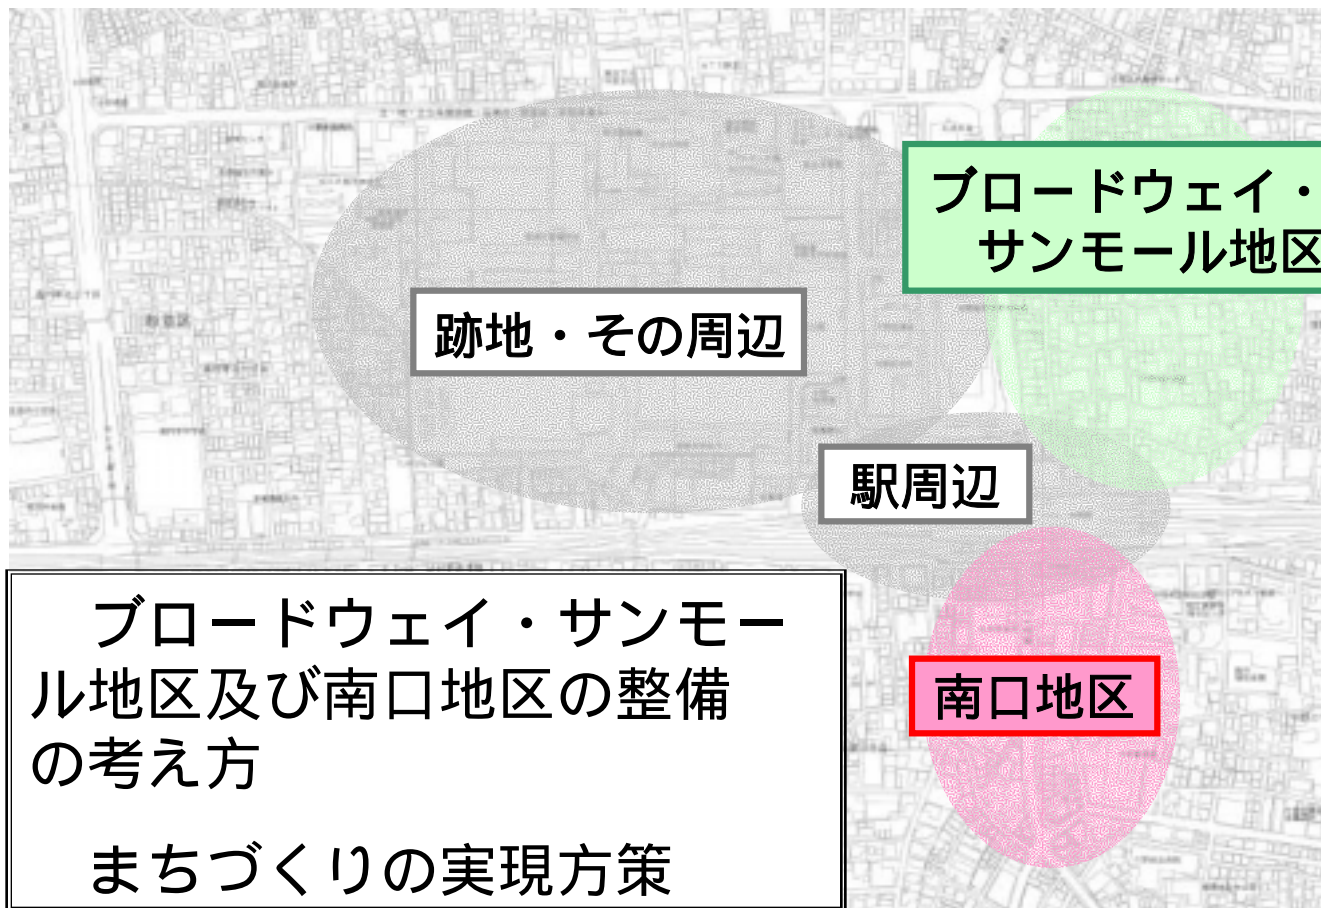 ブロードウェイ・
サンモール地区
跡地・その周辺
駅周辺
南口地区
ブロードウェイ・サンモー
ル地区及び南口地区の整備
の考え方
まちづくりの実現方策